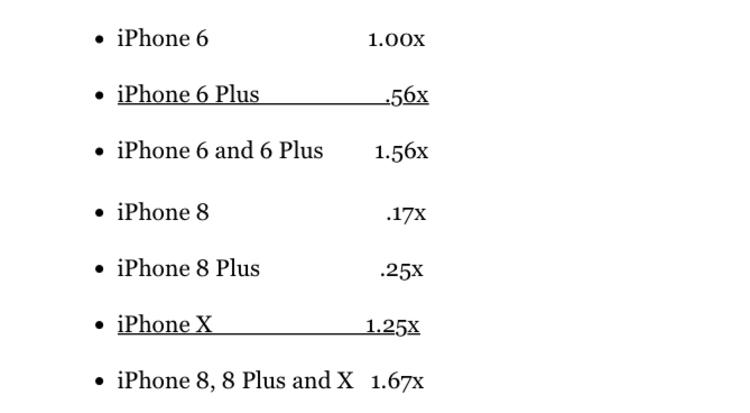 • iPhone 6 1.00x
• iPhone 6 Plus .56x
• iPhone 6 and 6 Plus 1.56x
• iPhone 8 .17x
• iPhone 8 Plus .25x
• iPhone X 1.25x
• iPhone 8, 8 Plus and X 1.67x